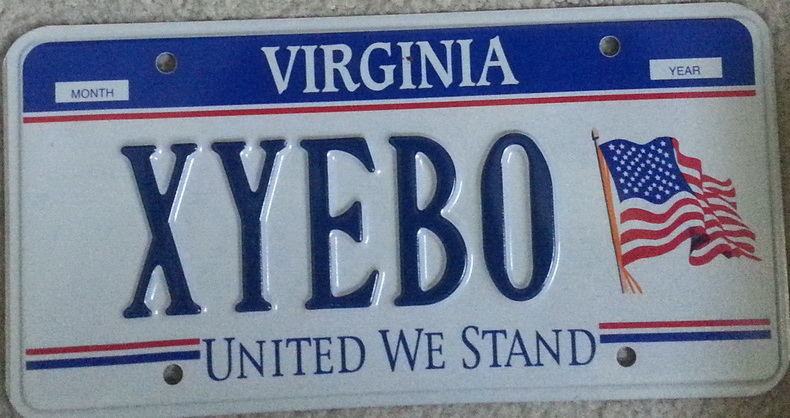 VIRGINIA
MONTH
YEAR
XYEBO
UNITED WE STAND